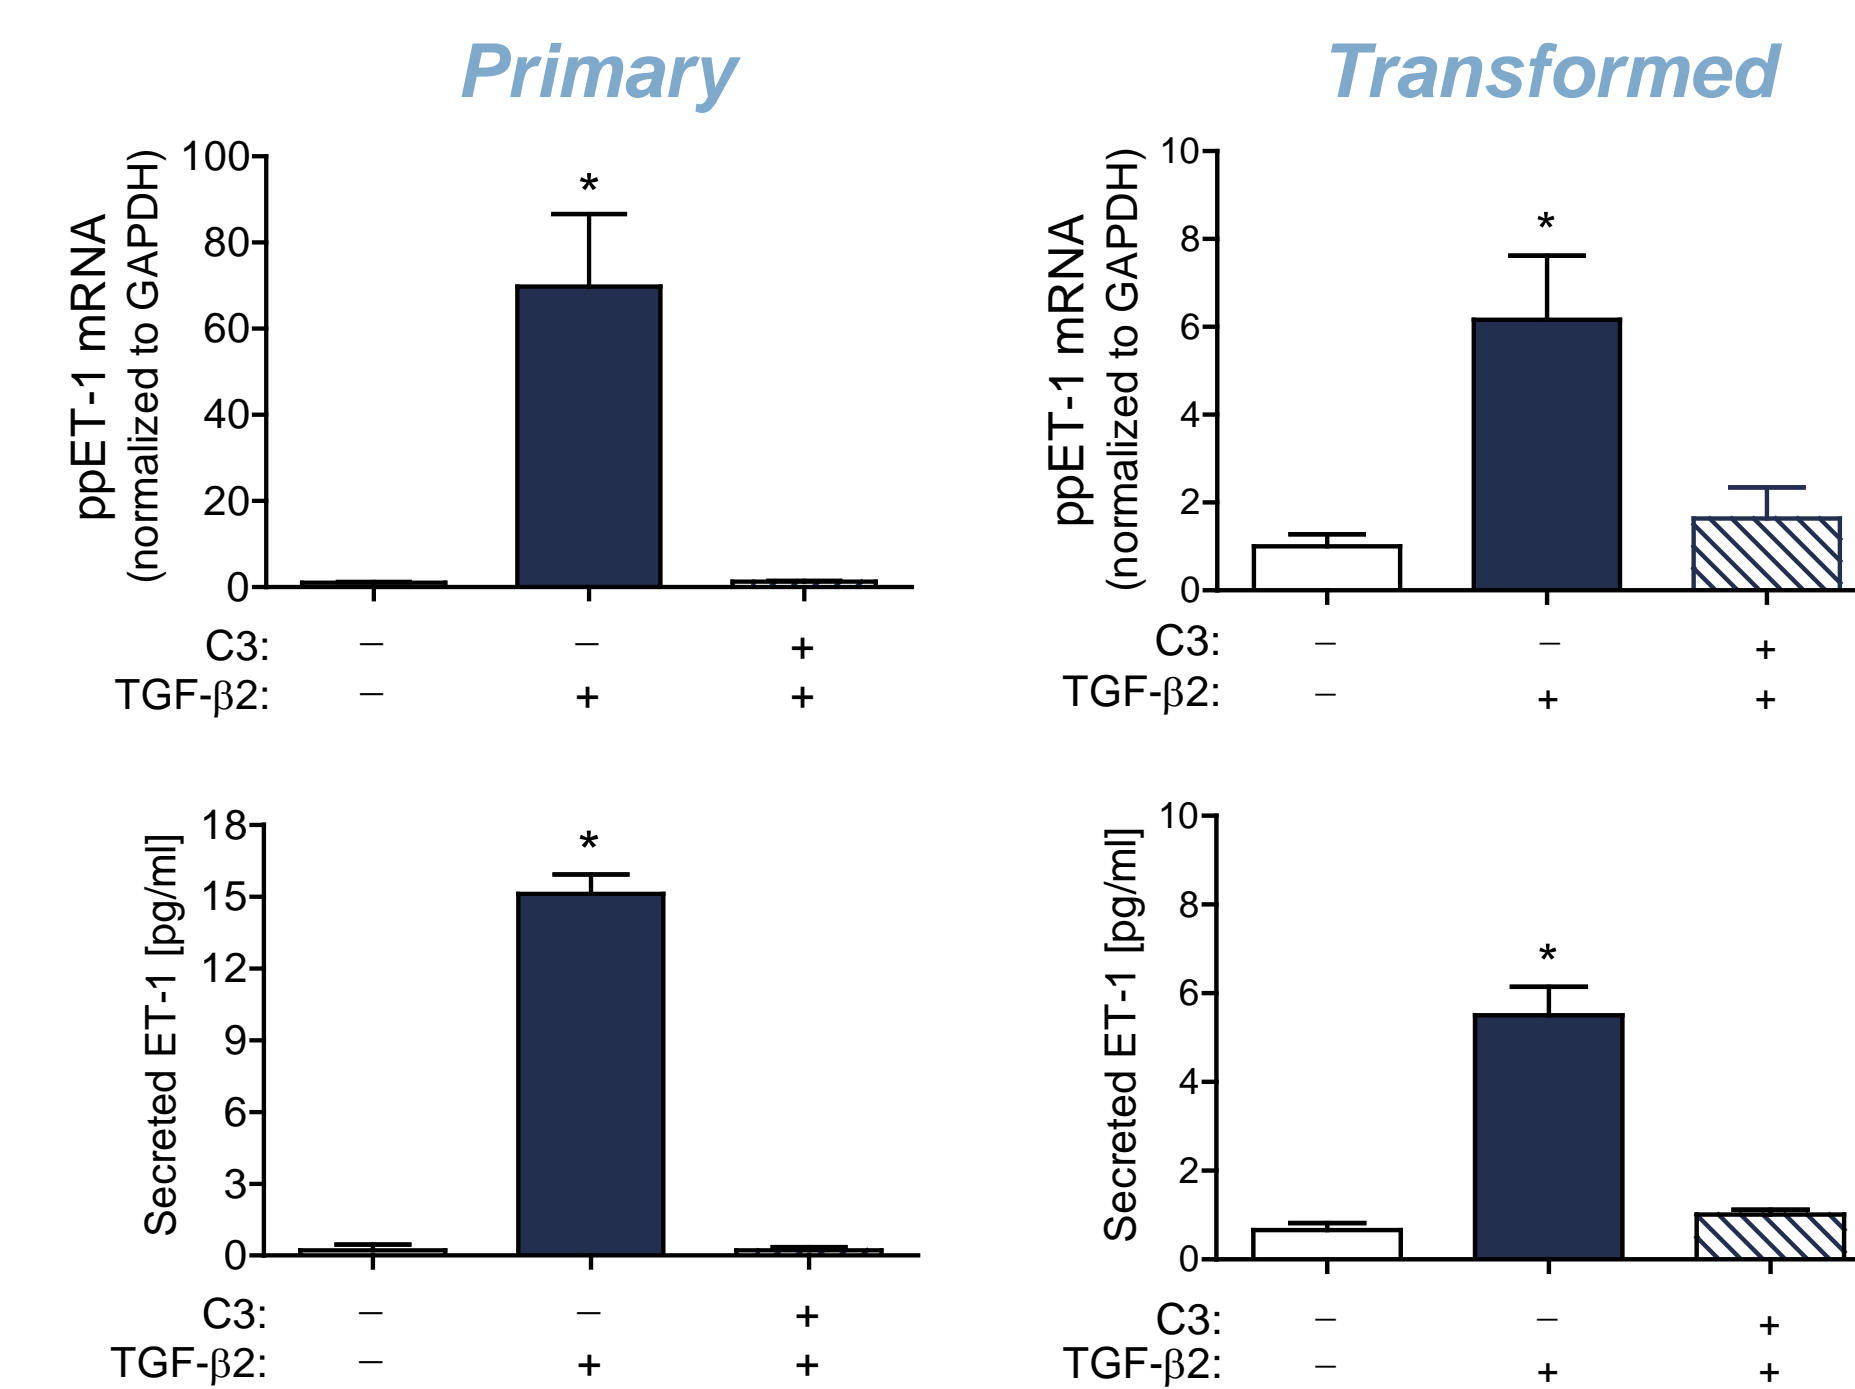 Primary
Transformed
ppET-1 mRNA
(normalized to GAPDH)
100
80
60
40
20
0
*
C3: – – +
TGF-β2: – + +
ppET-1 mRNA
(normalized to GAPDH)
10
8
6
4
2
0
*
C3: – – +
TGF-β2: – + +
Secreted ET-1 [pg/ml]
18
15
12
9
6
3
0
*
C3: – – +
TGF-β2: – + +
Secreted ET-1 [pg/ml]
10
8
6
4
2
0
*
C3: – – +
TGF-β2: – + +